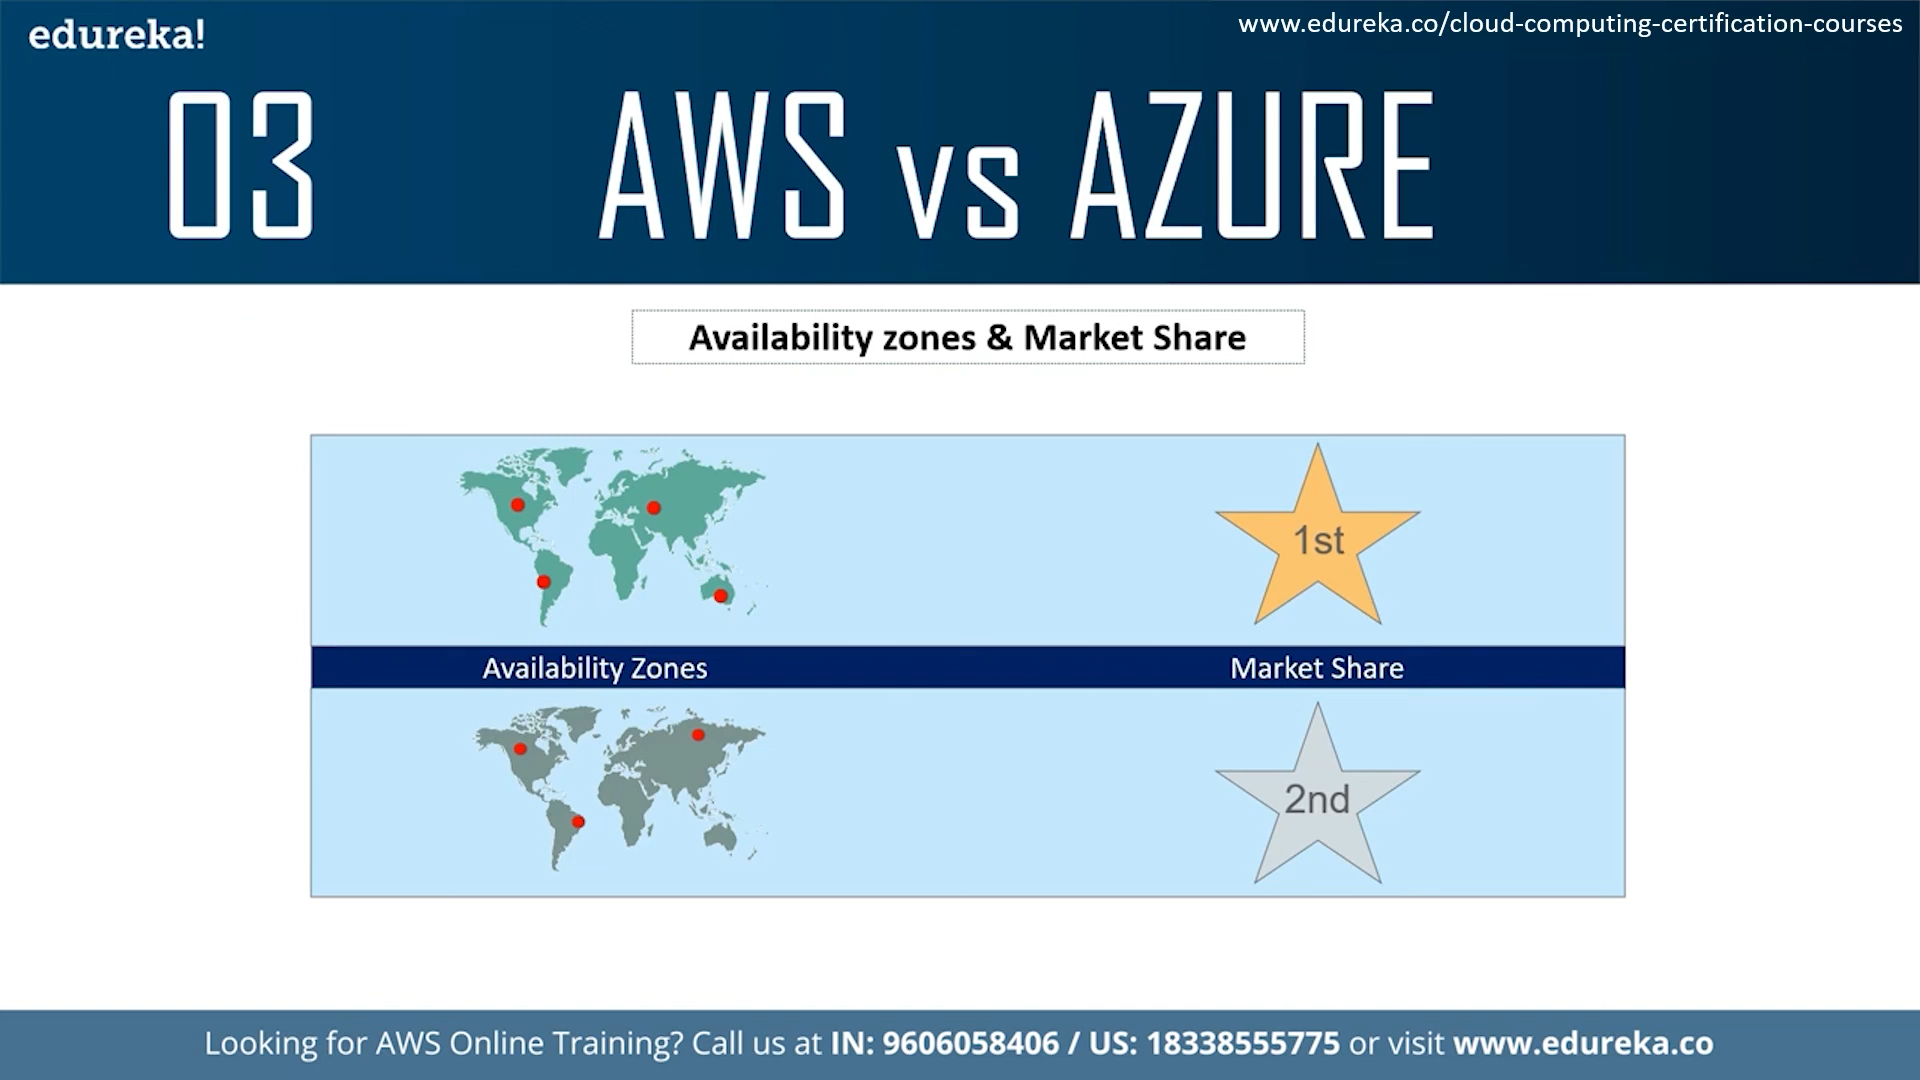 edureka!
www.edureka.co/cloud-computing-certification-courses
03 AWS vs AZURE
Availability zones & Market Share
1st
Availability Zones Market Share
2nd
Looking for AWS Online Training? Call us at IN: 9606058406 / US: 18338555775 or visit www.edureka.co